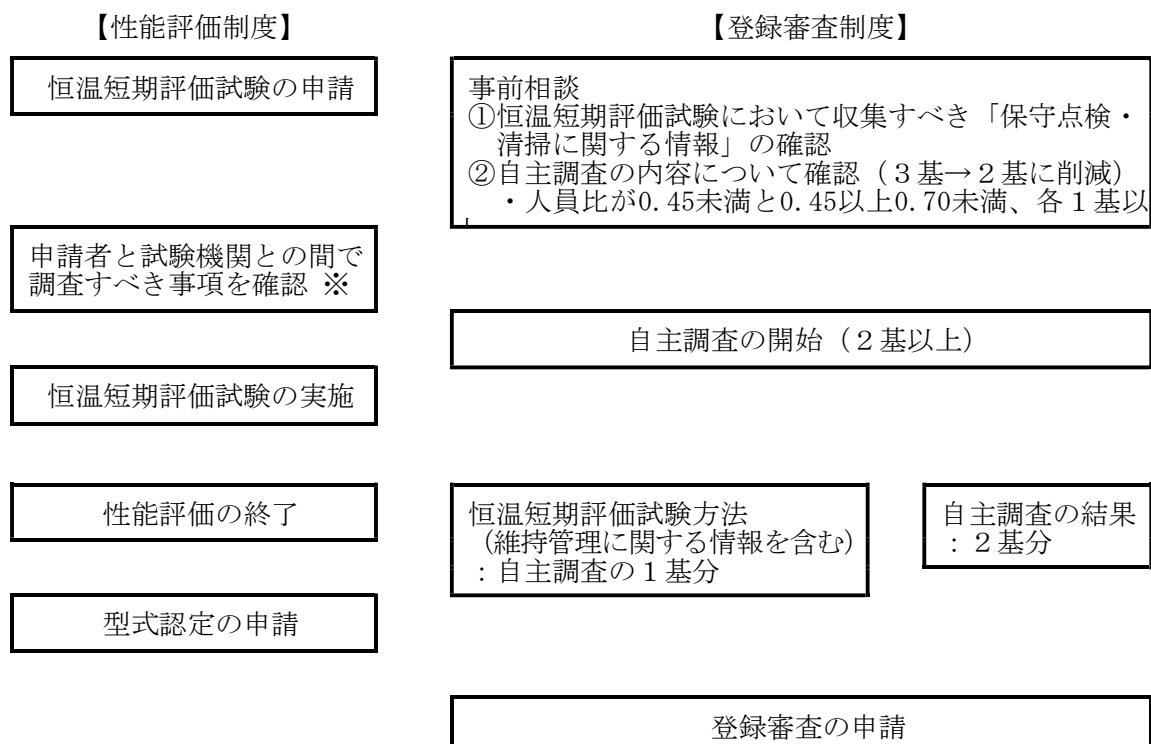 【性能評価制度】
【登録審査制度】
恒温短期評価試験の申請
事前相談
①恒温短期評価試験において収集すべき「保守点検・
清掃に関する情報」の確認
②自主調査の内容について確認（３基→２基に削減）
・人員比が0.45未満と0.45以上0.70未満、各１基以
申請者と試験機関との間で
調査すべき事項を確認 ※
自主調査の開始（２基以上）
恒温短期評価試験の実施
性能評価の終了
恒温短期評価試験方法
（維持管理に関する情報を含む）
：自主調査の１基分
自主調査の結果
：２基分
型式認定の申請
登録審査の申請